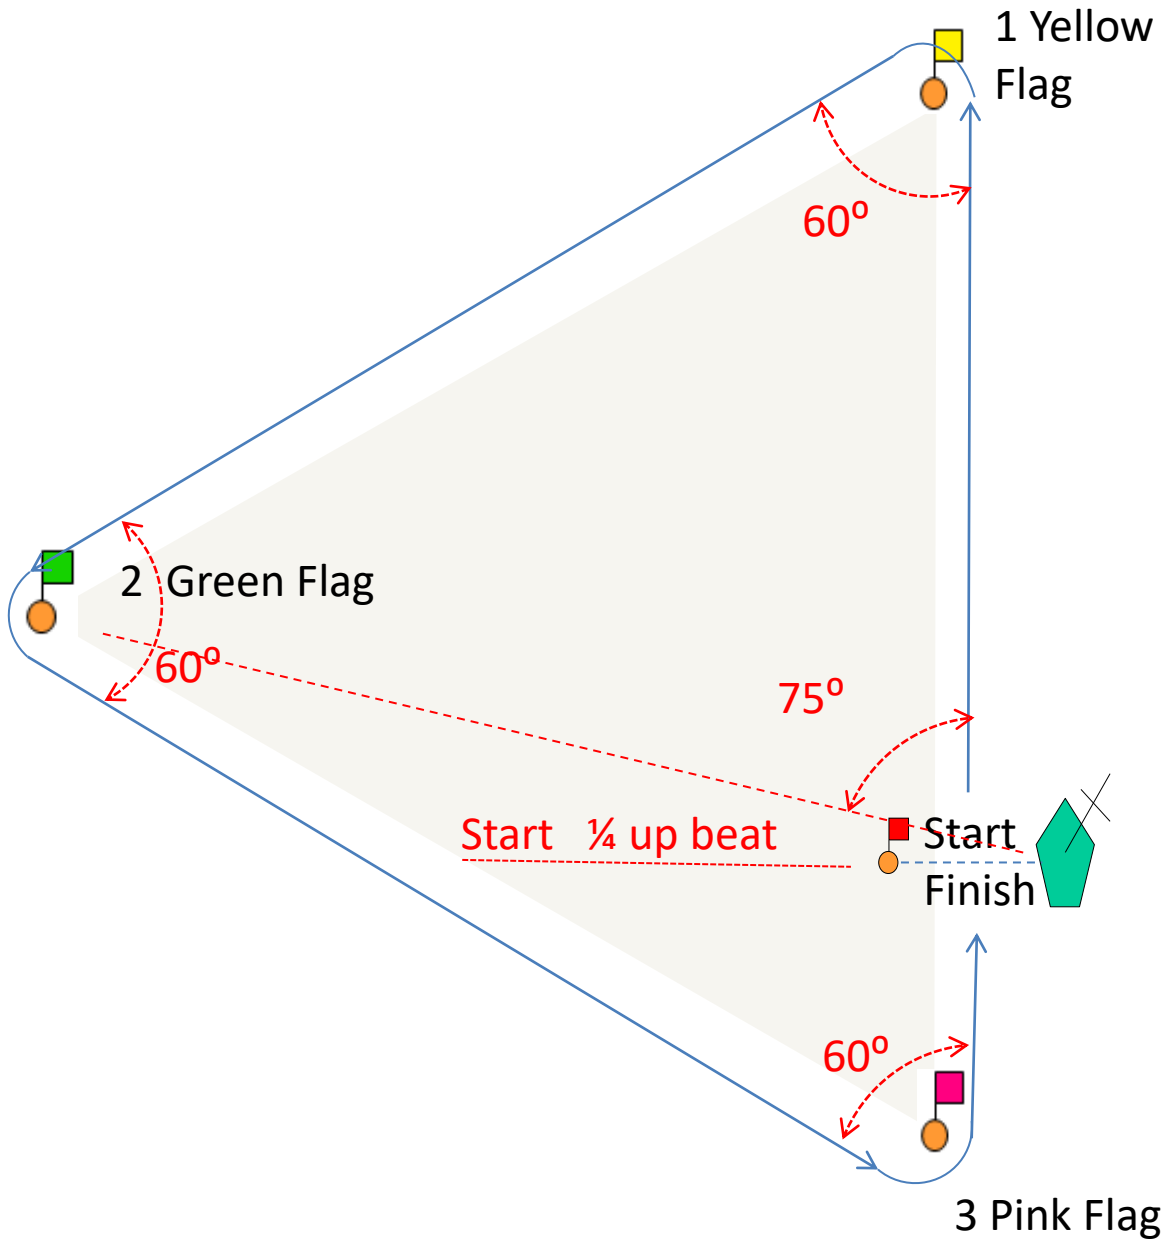 1 Yellow
Flag
60º
2  Green Flag
60º
75º
Start   ¼ up beat
Start
Finish
60º
3 Pink Flag